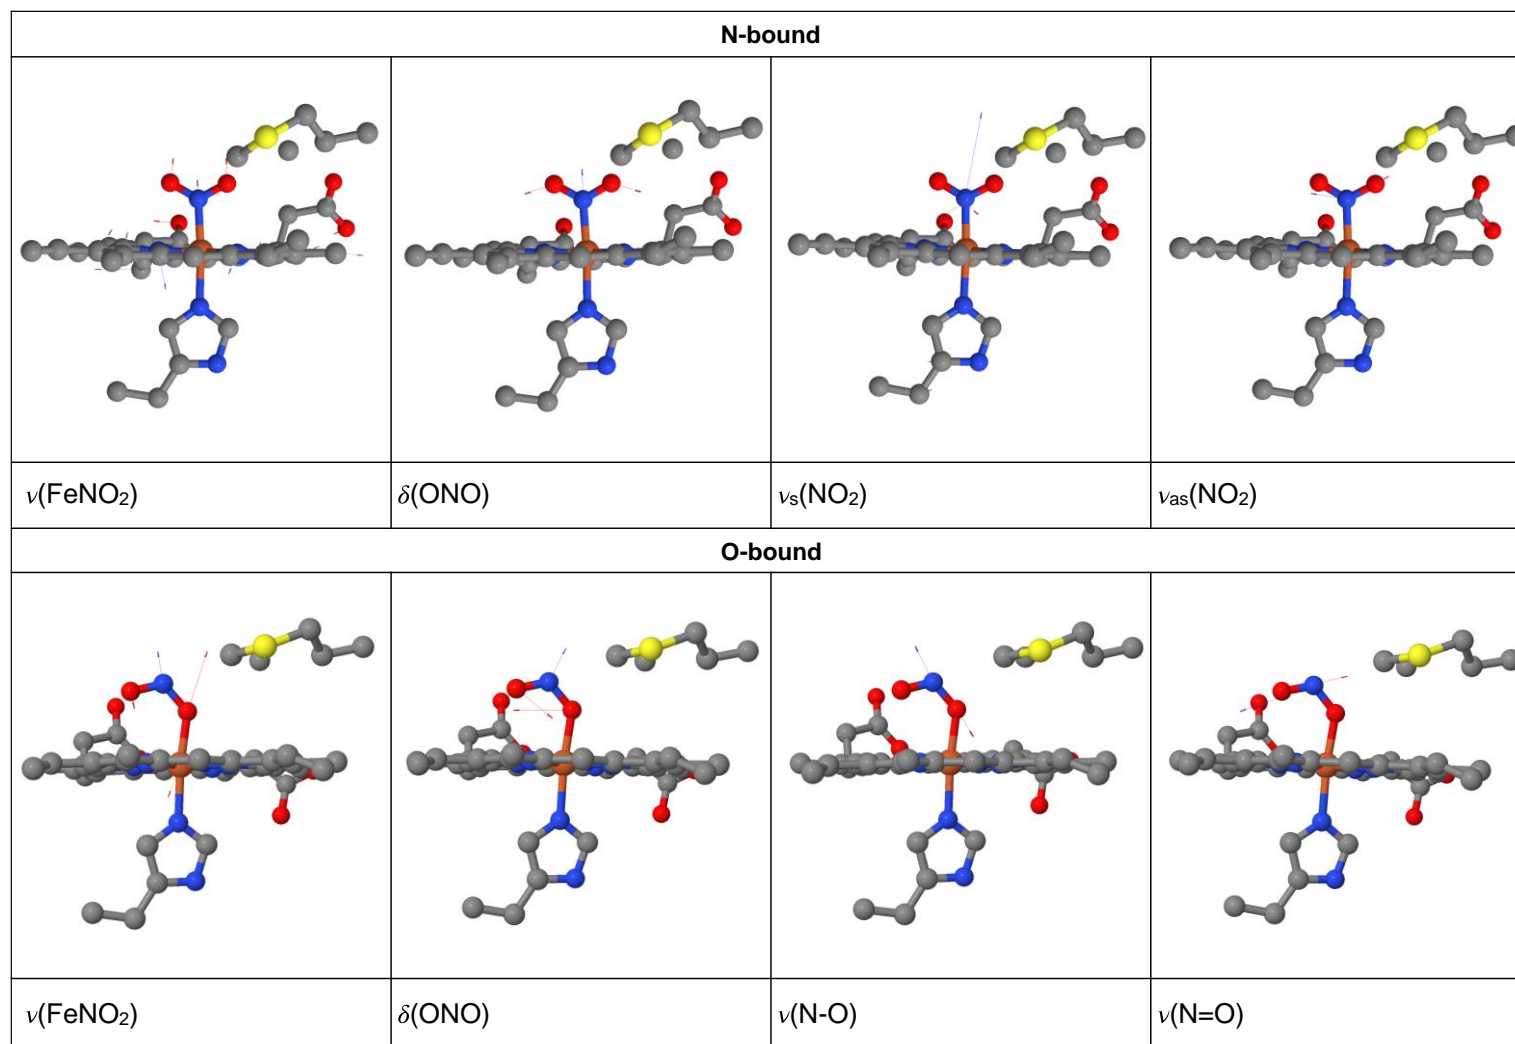 N-bound
ν(FeNO₂)
δ(ONO)
νs(NO₂)
νas(NO₂)
O-bound
ν(FeNO₂)
δ(ONO)
ν(N-O)
ν(N=O)